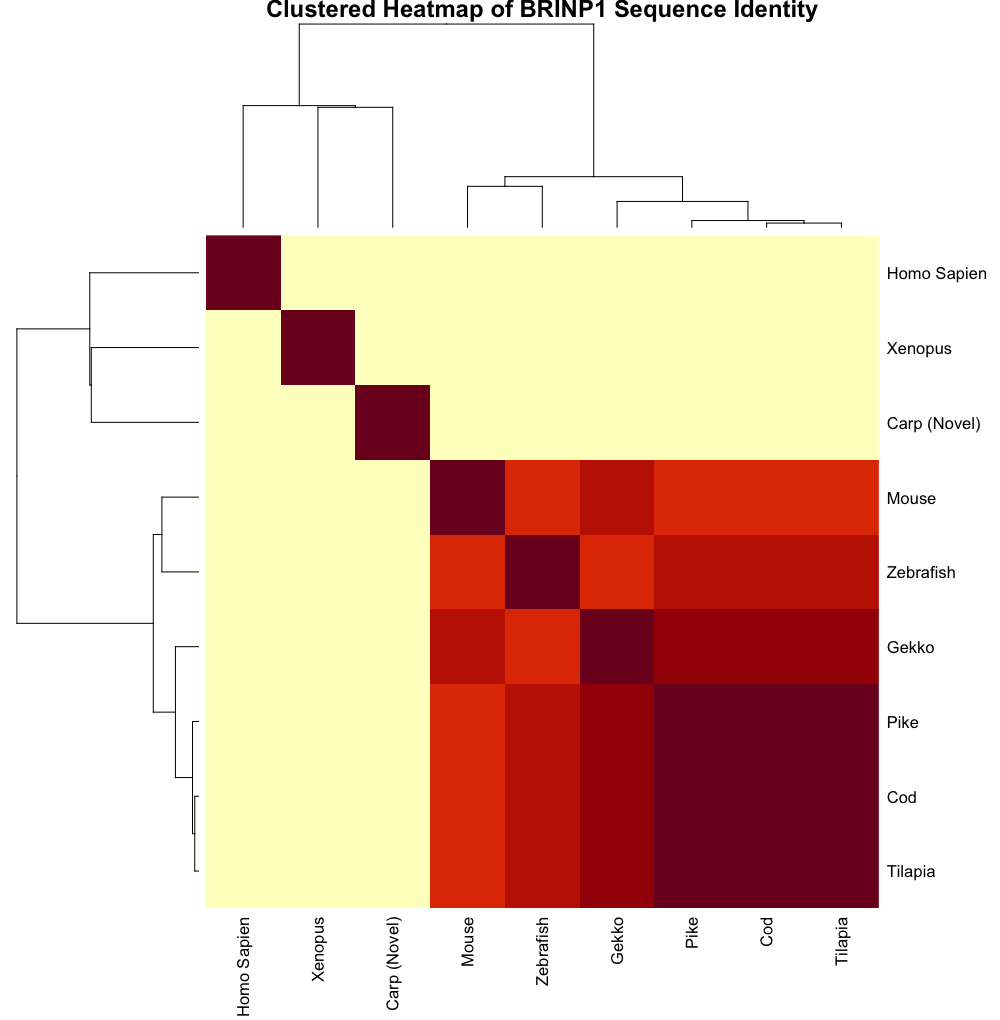 Clustered Heatmap of BRINP1 Sequence Identity
Homo Sapien
Xenopus
Carp (Novel)
Mouse
Zebrafish
Gekko
Pike
Cod
Tilapia
Homo Sapien
Xenopus
Carp (Novel)
Mouse
Zebrafish
Gekko
Pike
Cod
Tilapia